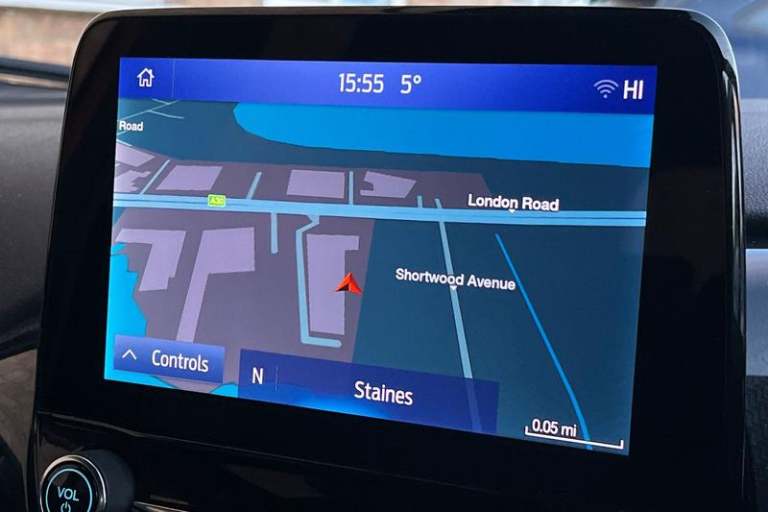 15:55 5° HI
Road
A30
London Road
Shortwood Avenue
Controls
N Staines
0.05 mi
VOL